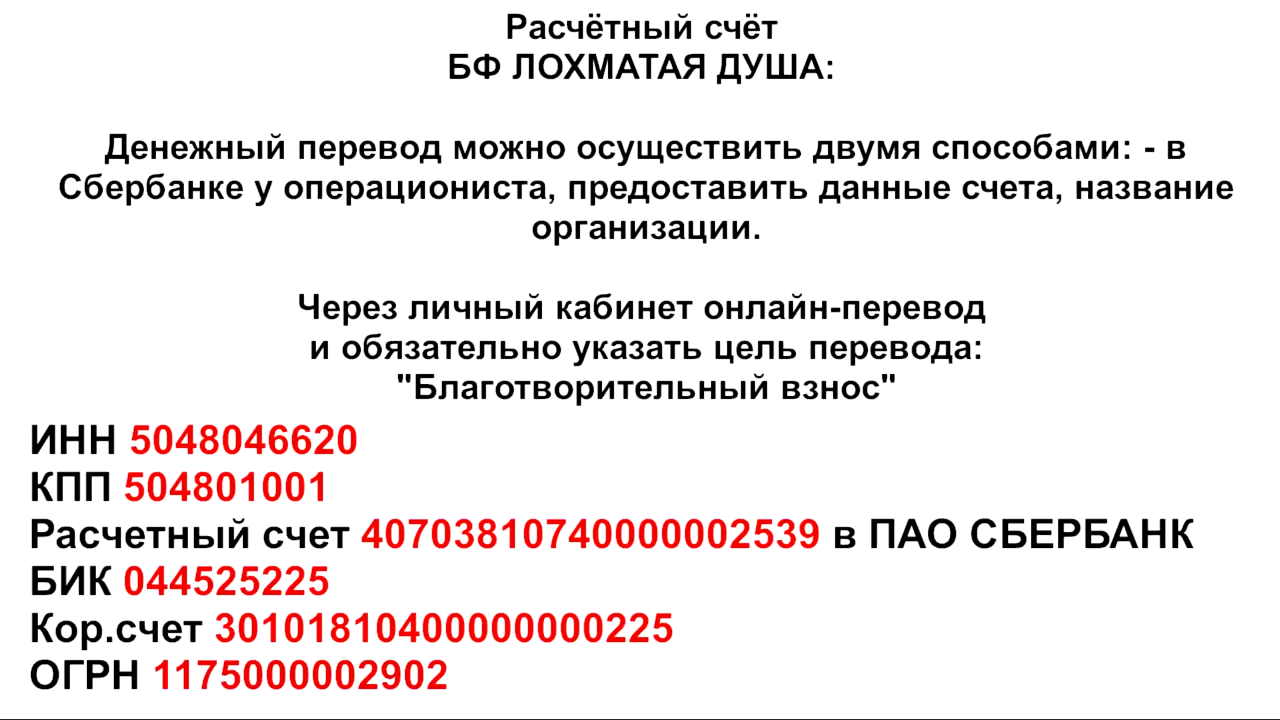 Расчётный счёт
БФ ЛОХМАТАЯ ДУША:
Денежный перевод можно осуществить двумя способами: - в
Сбербанке у операциониста, предоставить данные счета, название
организации.
Через личный кабинет онлайн-перевод
и обязательно указать цель перевода:
"Благотворительный взнос"
ИНН 5048046620
КПП 504801001
Расчетный счет 40703810740000002539 в ПАО СБЕРБАНК
БИК 044525225
Кор.счет 30101810400000000225
ОГРН 1175000002902